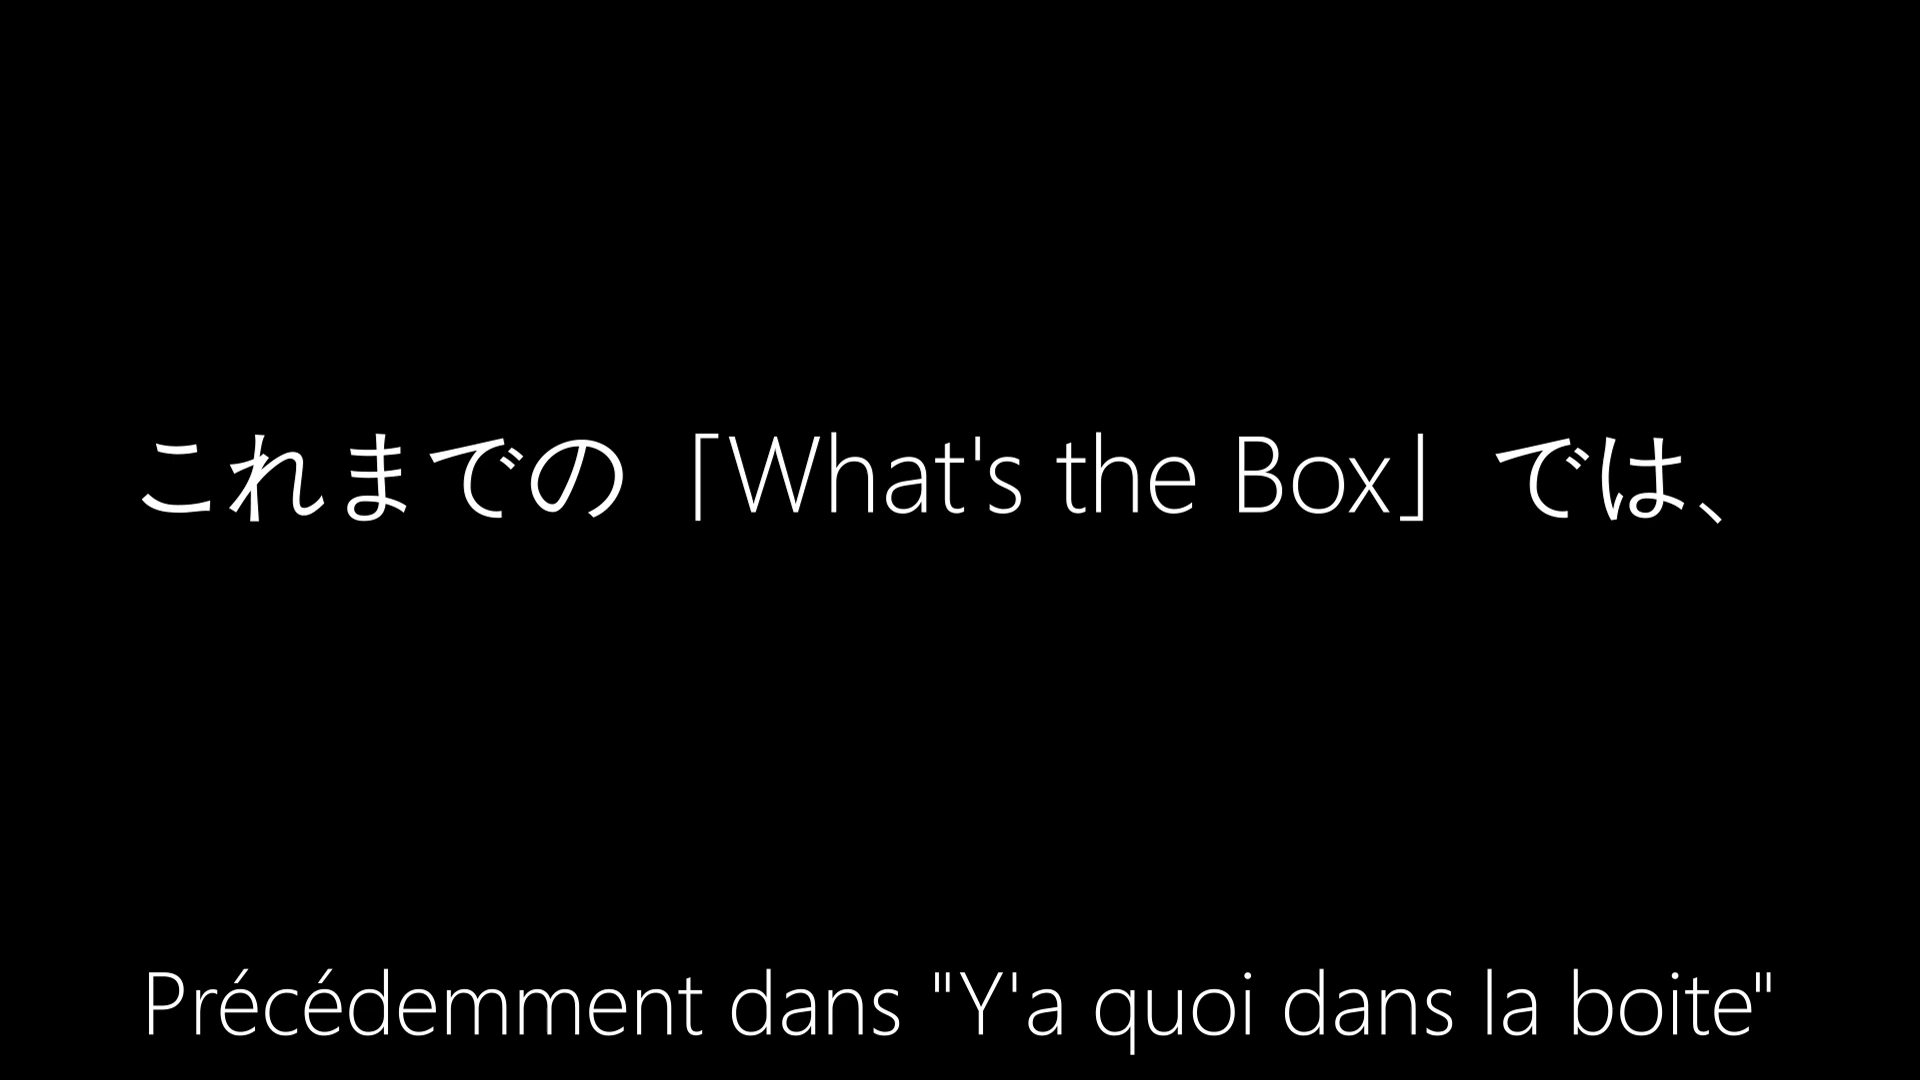 これまでの「What's the Box」では、
Précédemment dans "Y'a quoi dans la boite"